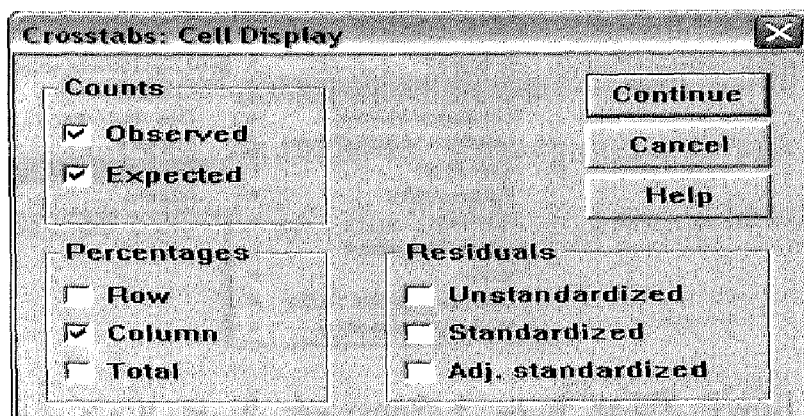 Crosstabs: Cell Display
Counts
Observed
Expected
Continue
Cancel
Help
Percentages
Row
Column
Total
Residuals
Unstandardized
Standardized
Adj. standardized